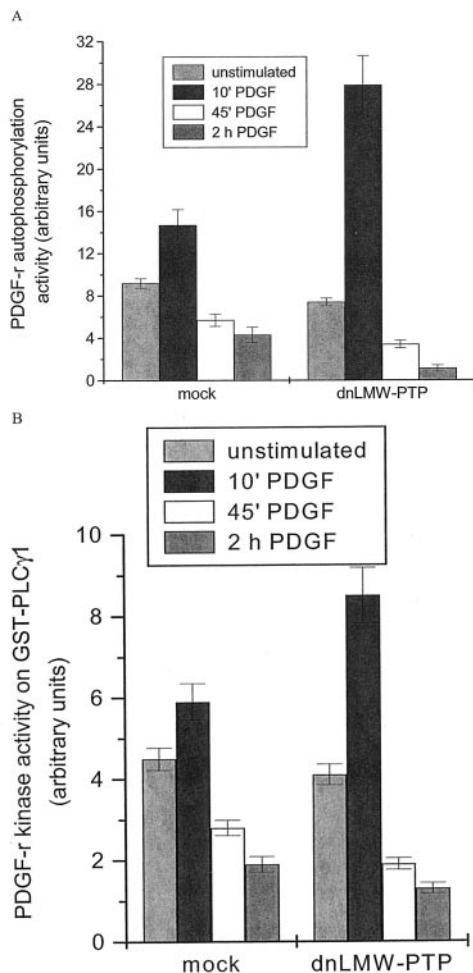 A
32
28
24
20
16
12
8
4
0
PDGF-r autophosphorylation
activity (arbitrary units)
unstimulated
10' PDGF
45' PDGF
2 h PDGF
mock
dnLMW-PTP
B
10
8
6
4
2
0
PDGF-r kinase activity on GST-PLCγ1
(arbitrary units)
unstimulated
10' PDGF
45' PDGF
2 h PDGF
mock
dnLMW-PTP